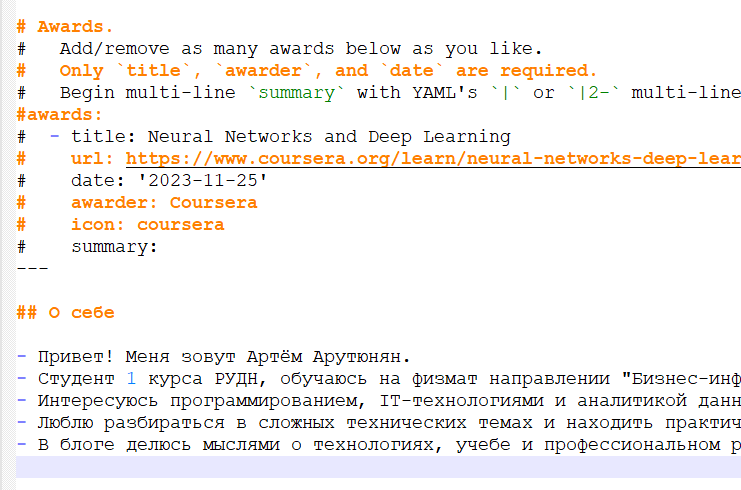 # Awards.
#   Add/remove as many awards below as you like.
#   Only `title`, `awarder`, and `date` are required.
#   Begin multi-line `summary` with YAML's `|` or `|2-` multi-line
#awards:
#  - title: Neural Networks and Deep Learning
#    url: https://www.coursera.org/learn/neural-networks-deep-lear
#    date: '2023-11-25'
#    awarder: Coursera
#    icon: coursera
#    summary:
---
## О себе
- Привет! Меня зовут Артём Арутюнян.
- Студент 1 курса РУДН, обучаюсь на физмат направлении "Бизнес-инф
- Интересуюсь программированием, IT-технологиями и аналитикой данн
- Люблю разбираться в сложных технических темах и находить практич
- В блоге делюсь мыслями о технологиях, учебе и профессиональном р